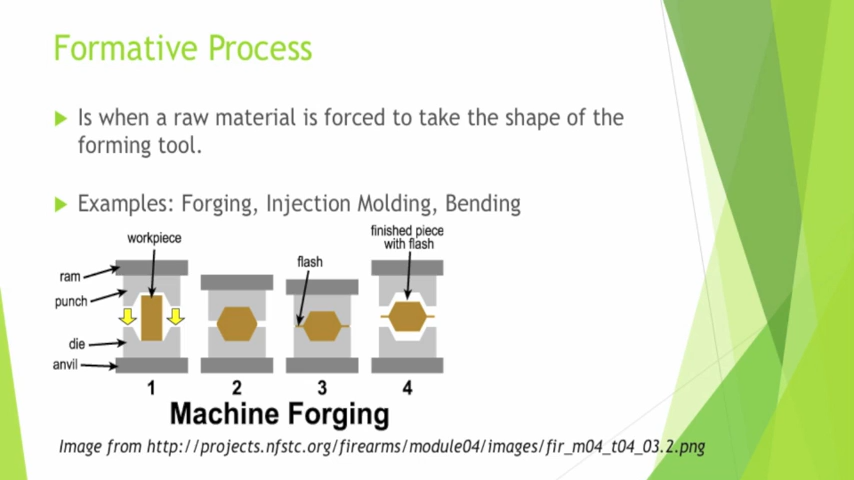 Formative Process
Is when a raw material is forced to take the shape of the
forming tool.
Examples: Forging, Injection Molding, Bending
workpiece
finished piece
with flash
flash
ram
punch
die
anvil
1 2 3 4
Machine Forging
Image from http://projects.nfstc.org/firearms/module04/images/fir_m04_t04_03.2.png